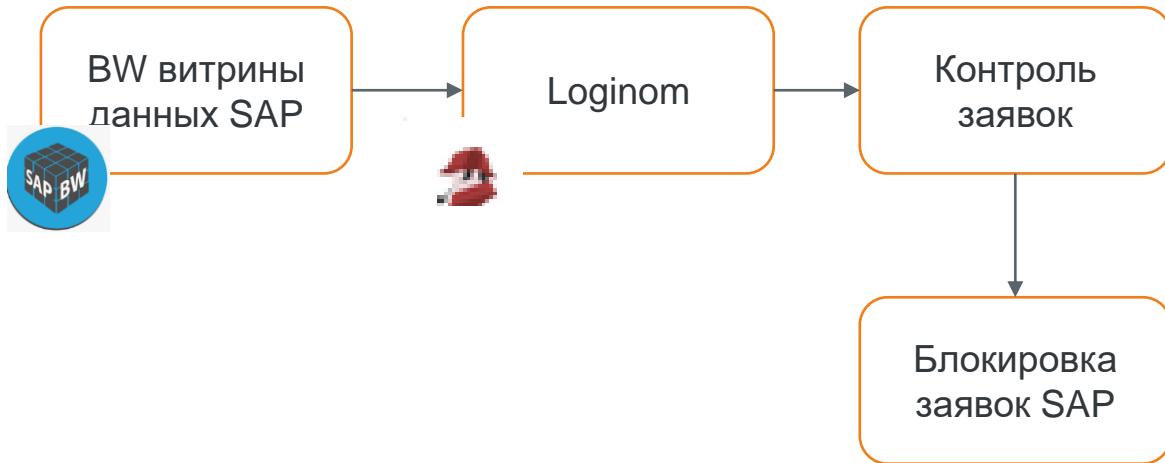 BW витрины
данных SAP
SAP BW
Loginom
Контроль
заявок
Блокировка
заявок SAP